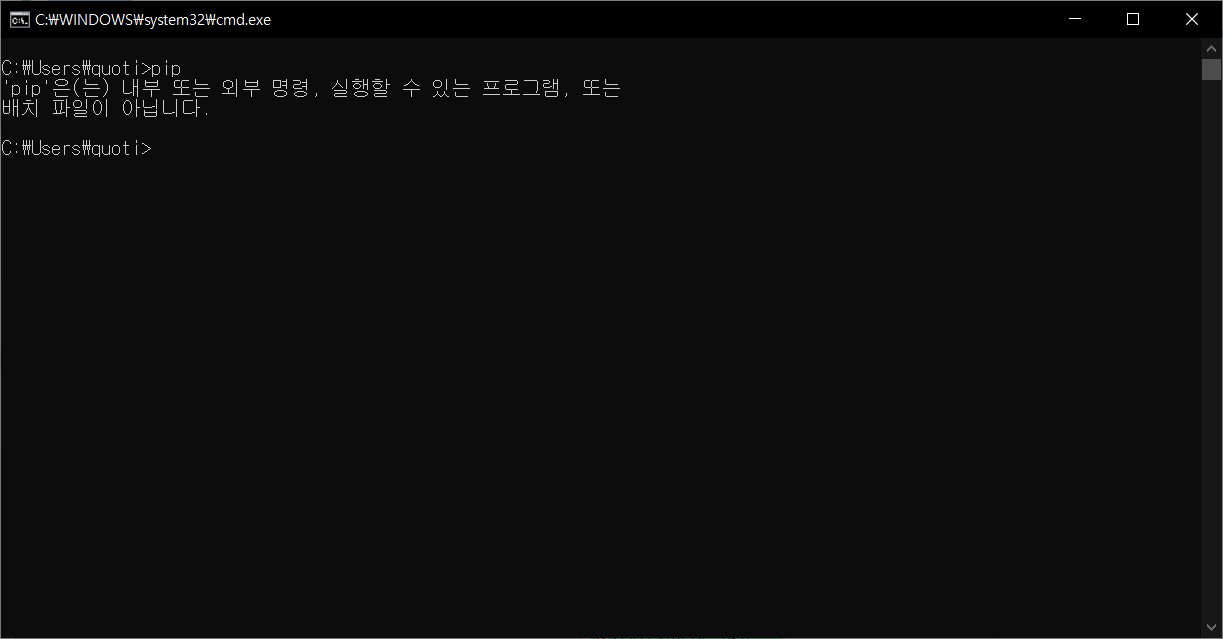 C:₩WINDOWS₩system32₩cmd.exe
C:₩Users₩quoti>pip
'pip'은(는) 내부 또는 외부 명령, 실행할 수 있는 프로그램, 또는
배치 파일이 아닙니다.
C:₩Users₩quoti>